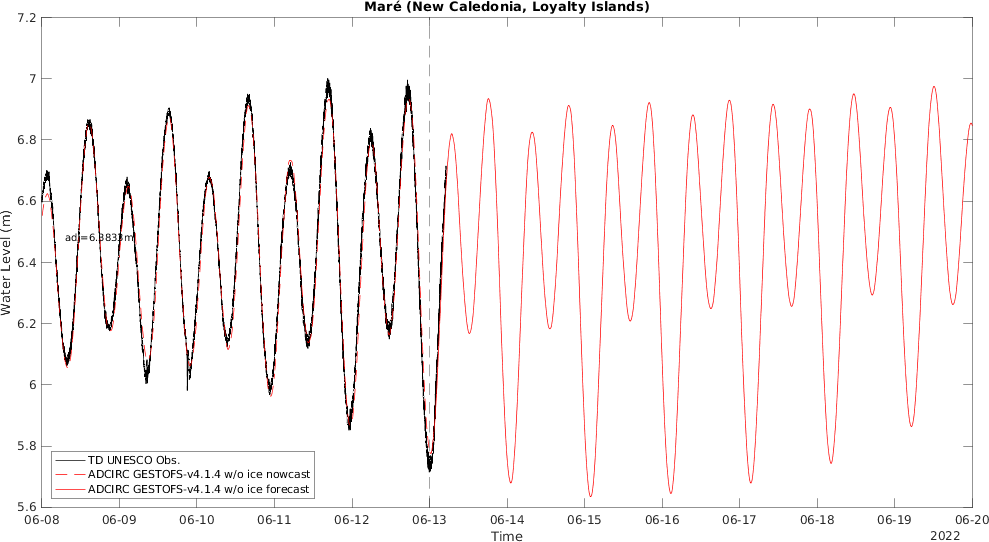 Maré (New Caledonia, Loyalty Islands)
7.2
7
6.8
6.6
6.4
6.2
6
5.8
5.6
Water Level (m)
adj=6.3833m
TD UNESCO Obs.
ADCIRC GESTOFS-v4.1.4 w/o ice nowcast
ADCIRC GESTOFS-v4.1.4 w/o ice forecast
06-08 06-09 06-10 06-11 06-12 06-13 06-14 06-15 06-16 06-17 06-18 06-19 06-20
Time
2022